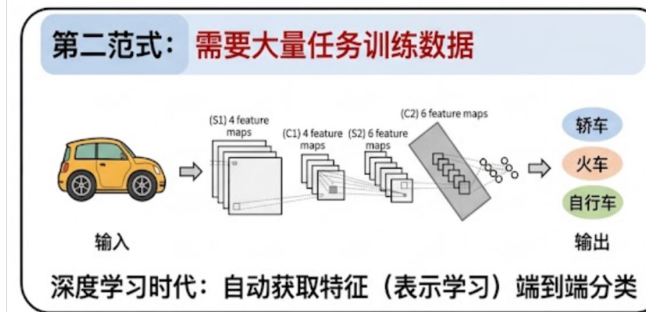 第二范式： 需要大量任务训练数据
(S1) 4 feature maps
(C1) 4 feature maps
(S2) 6 feature maps
(C2) 6 feature maps
轿车
火车
自行车
输入
输出
深度学习时代：自动获取特征（表示学习）端到端分类